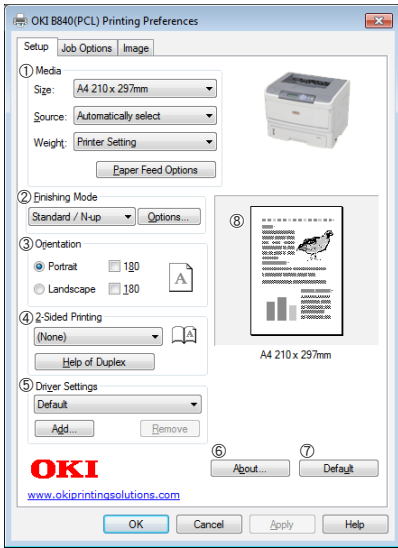 OKI B840(PCL) Printing Preferences
Setup Job Options Image
① Media
Size: A4 210 x 297mm
Source: Automatically select
Weight: Printer Setting
Paper Feed Options
② Finishing Mode
Standard / N-up Options...
③ Orientation
Portrait 180
Landscape 180
A
④ 2-Sided Printing
(None)
Help of Duplex
⑤ Driver Settings
Default
Add... Remove
⑧
A4 210 x 297mm
⑥ ⑦
About... Default
OKI
www.okiprintingsolutions.com
OK Cancel Apply Help